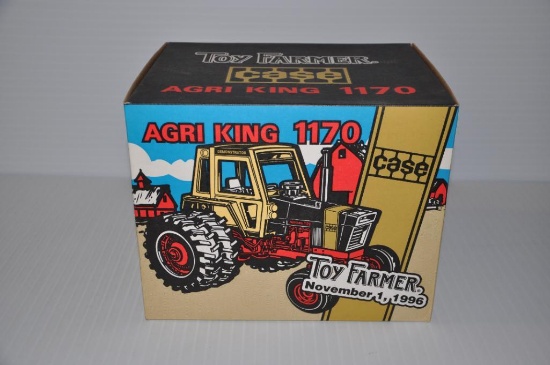 TOY FARMER®
case
AGRI KING 1170
AGRI KING 1170
case
TOY FARMER®
November 1, 1996